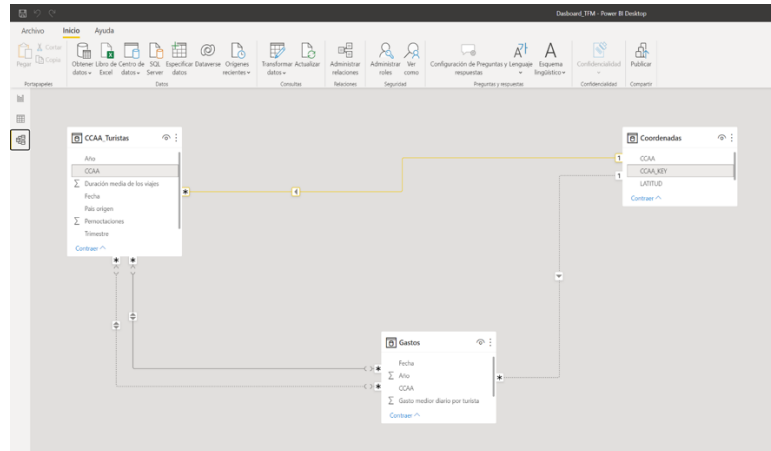 Dasboard_TFM - Power BI Desktop
Archivo Inicio Ayuda
Pegar
Cortar
Copia
Obtener datos
Libro de Excel
Centro de datos
SQL Server
Especificar datos
Dataverse
Orígenes recientes
Transformar datos
Actualizar
Administrar relaciones
Administrar roles
Ver como
Configuración de Preguntas y respuestas
Lenguaje
Esquema lingüístico
Confidencialidad
Publicar
Portapapeles
Datos
Consultas
Relaciones
Seguridad
Preguntas y respuestas
Confidencialidad
Compartir
CCAA_Turistas
Año
CCAA
∑ Duración media de los viajes
Fecha
País origen
∑ Pernoctaciones
Trimestre
Contraer
Coordenadas
1 CCAA
1 CCAA_KEY
LATITUD
Contraer
*
* *
Gastos
Fecha
* ∑ Año
* CCAA
*
∑ Gasto medior diario por turista
Contraer